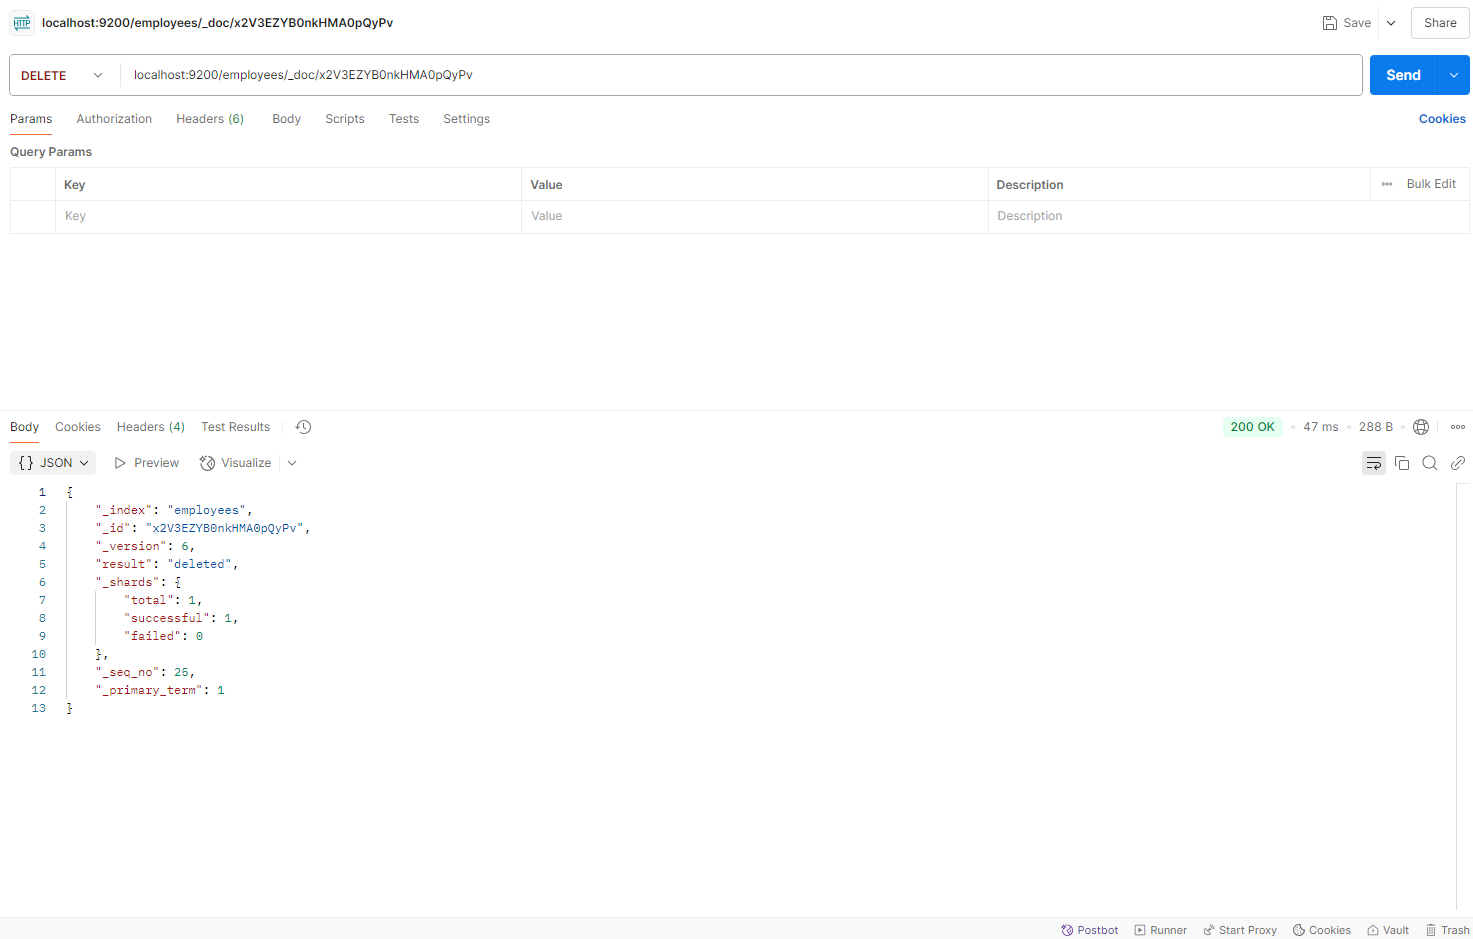 HTTP localhost:9200/employees/_doc/x2V3EZYB0nkHMA0pQyPv Save Share
DELETE localhost:9200/employees/_doc/x2V3EZYB0nkHMA0pQyPv Send
Params Authorization Headers (6) Body Scripts Tests Settings Cookies
Query Params
Key Value Description Bulk Edit
Key Value Description
Body Cookies Headers (4) Test Results 200 OK 47 ms 288 B
{} JSON Preview Visualize
1 {
2 "_index": "employees",
3 "_id": "x2V3EZYB0nkHMA0pQyPv",
4 "_version": 6,
5 "result": "deleted",
6 "_shards": {
7 "total": 1,
8 "successful": 1,
9 "failed": 0
10 },
11 "_seq_no": 25,
12 "_primary_term": 1
13 }
Postbot Runner Start Proxy Cookies Vault Trash